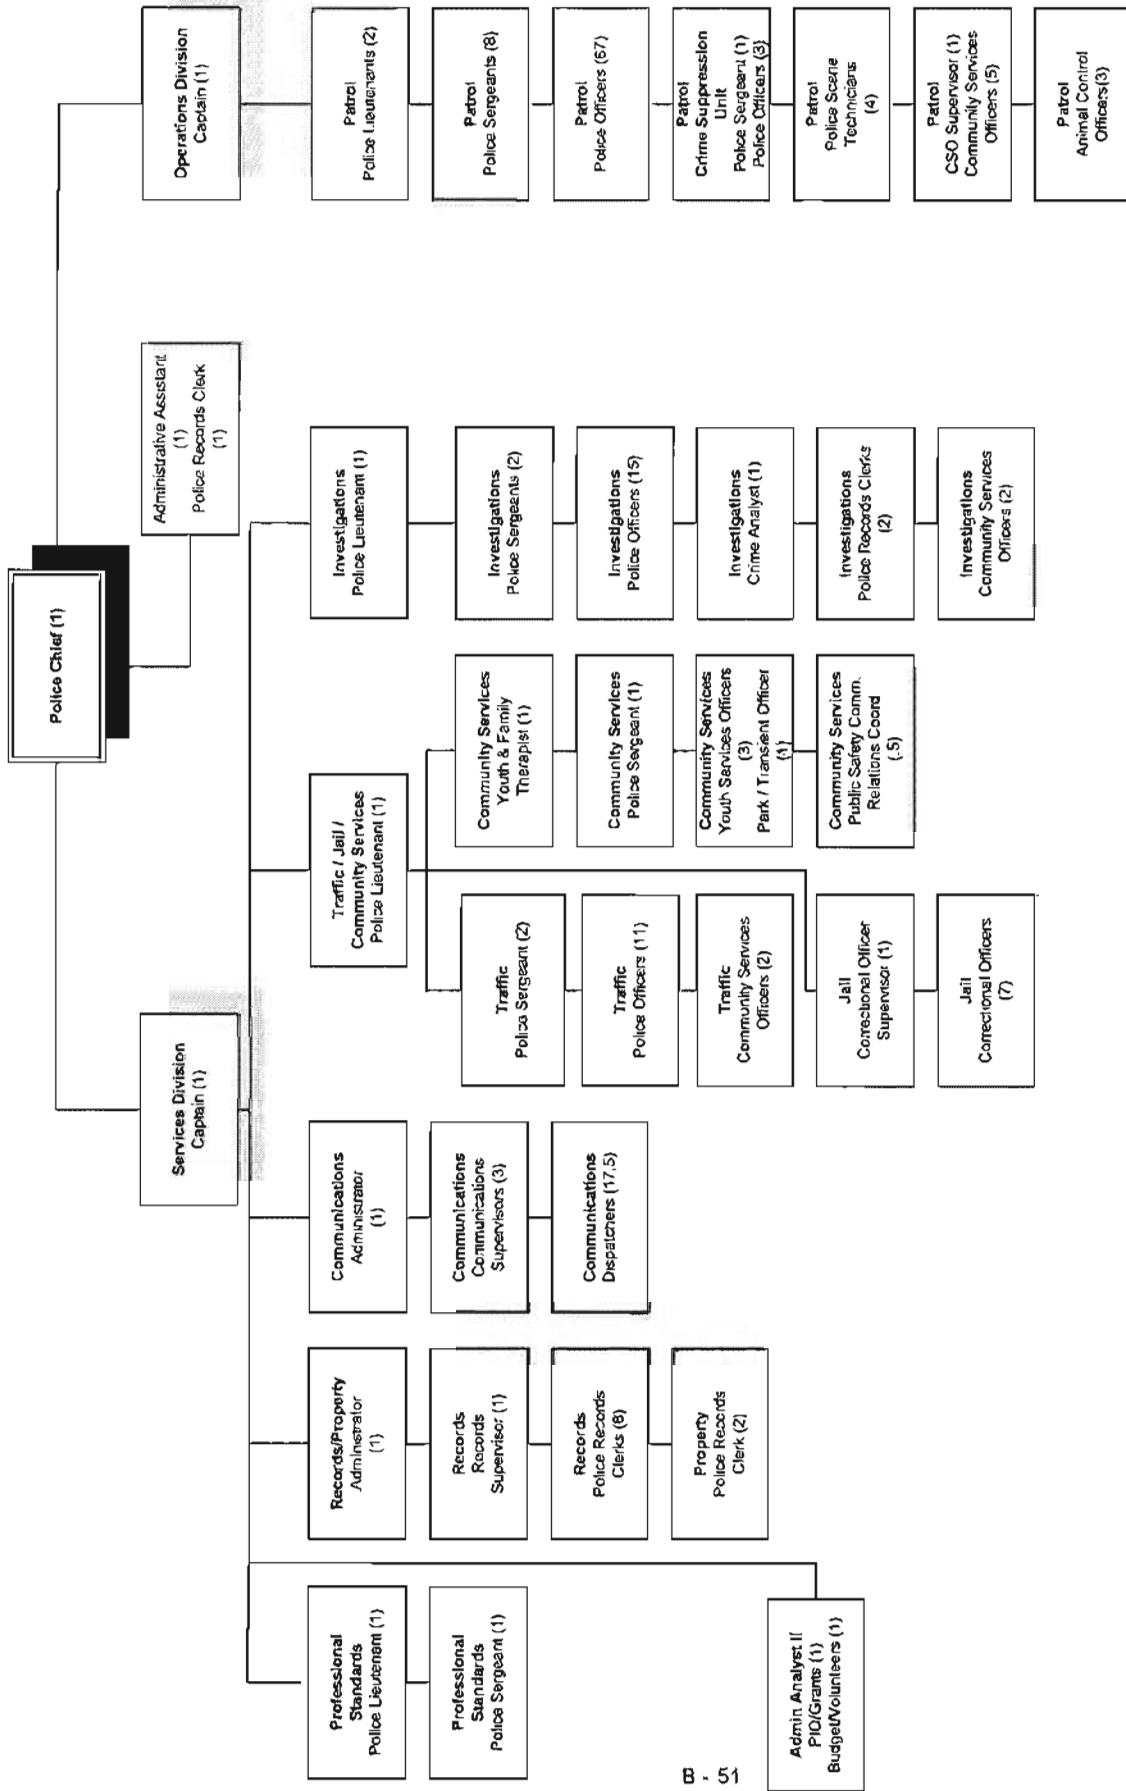 Police Chief (1)
Administrative Assistant
(1)
Police Records Clerk
(1)
Services Division
Captain (1)
Operations Division
Captain (1)
Professional
Standards
Police Lieutenant (1)
Professional
Standards
Police Sergeant (1)
Admin Analyst II
PIO/Grants (1)
Budget/Volunteers (1)
Records/Property
Administrator
(1)
Records
Records
Supervisor (1)
Records
Police Records
Clerks (8)
Property
Police Records
Clerk (2)
Communications
Administrator
(1)
Communications
Communications
Supervisors (3)
Communications
Dispatchers (17.5)
Traffic / Jail /
Community Services
Police Lieutenant (1)
Traffic
Police Sergeant (2)
Traffic
Police Officers (11)
Traffic
Community Services
Officers (2)
Jail
Correctional Officer
Supervisor (1)
Jail
Correctional Officers
(7)
Community Services
Youth & Family
Therapist (1)
Community Services
Police Sergeant (1)
Community Services
Youth Services Officers
(3)
Park / Transient Officer
(1)
Community Services
Public Safety Comm.
Relations Coord
(.5)
Investigations
Police Lieutenant (1)
Investigations
Police Sergeants (2)
Investigations
Police Officers (15)
Investigations
Crime Analyst (1)
Investigations
Police Records Clerks
(2)
Investigations
Community Services
Officers (2)
Patrol
Police Lieutenants (2)
Patrol
Police Sergeants (8)
Patrol
Police Officers (67)
Patrol
Crime Suppression
Unit
Police Sergeant (1)
Police Officers (3)
Patrol
Police Scene
Technicians
(4)
Patrol
CSO Supervisor (1)
Community Services
Officers (5)
Patrol
Animal Control
Officers(3)
B - 51